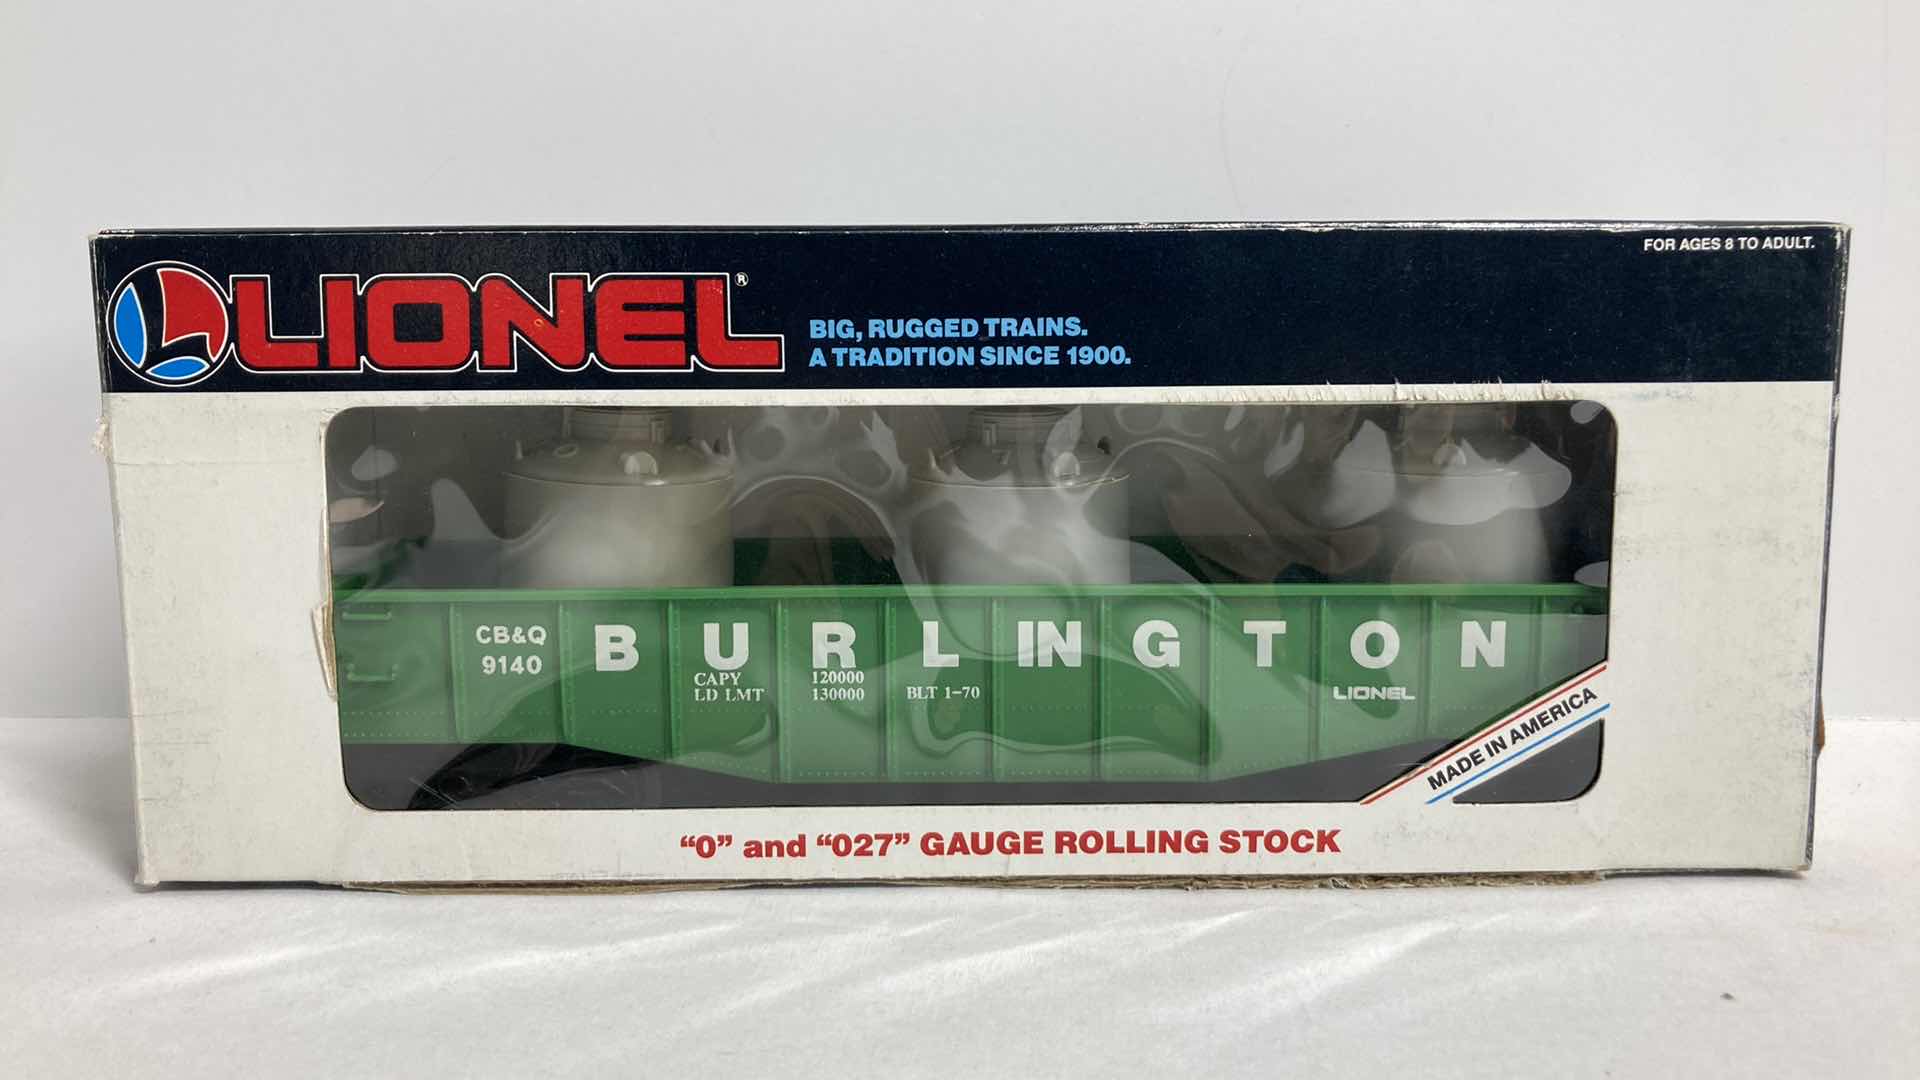 FOR AGES 8 TO ADULT.
LIONEL®
BIG, RUGGED TRAINS.
A TRADITION SINCE 1900.
CB&Q
9140
BURLINGTON
CAPY 120000
LD LMT 130000
BLT 1-70
LIONEL
MADE IN AMERICA
“O” and “027” GAUGE ROLLING STOCK